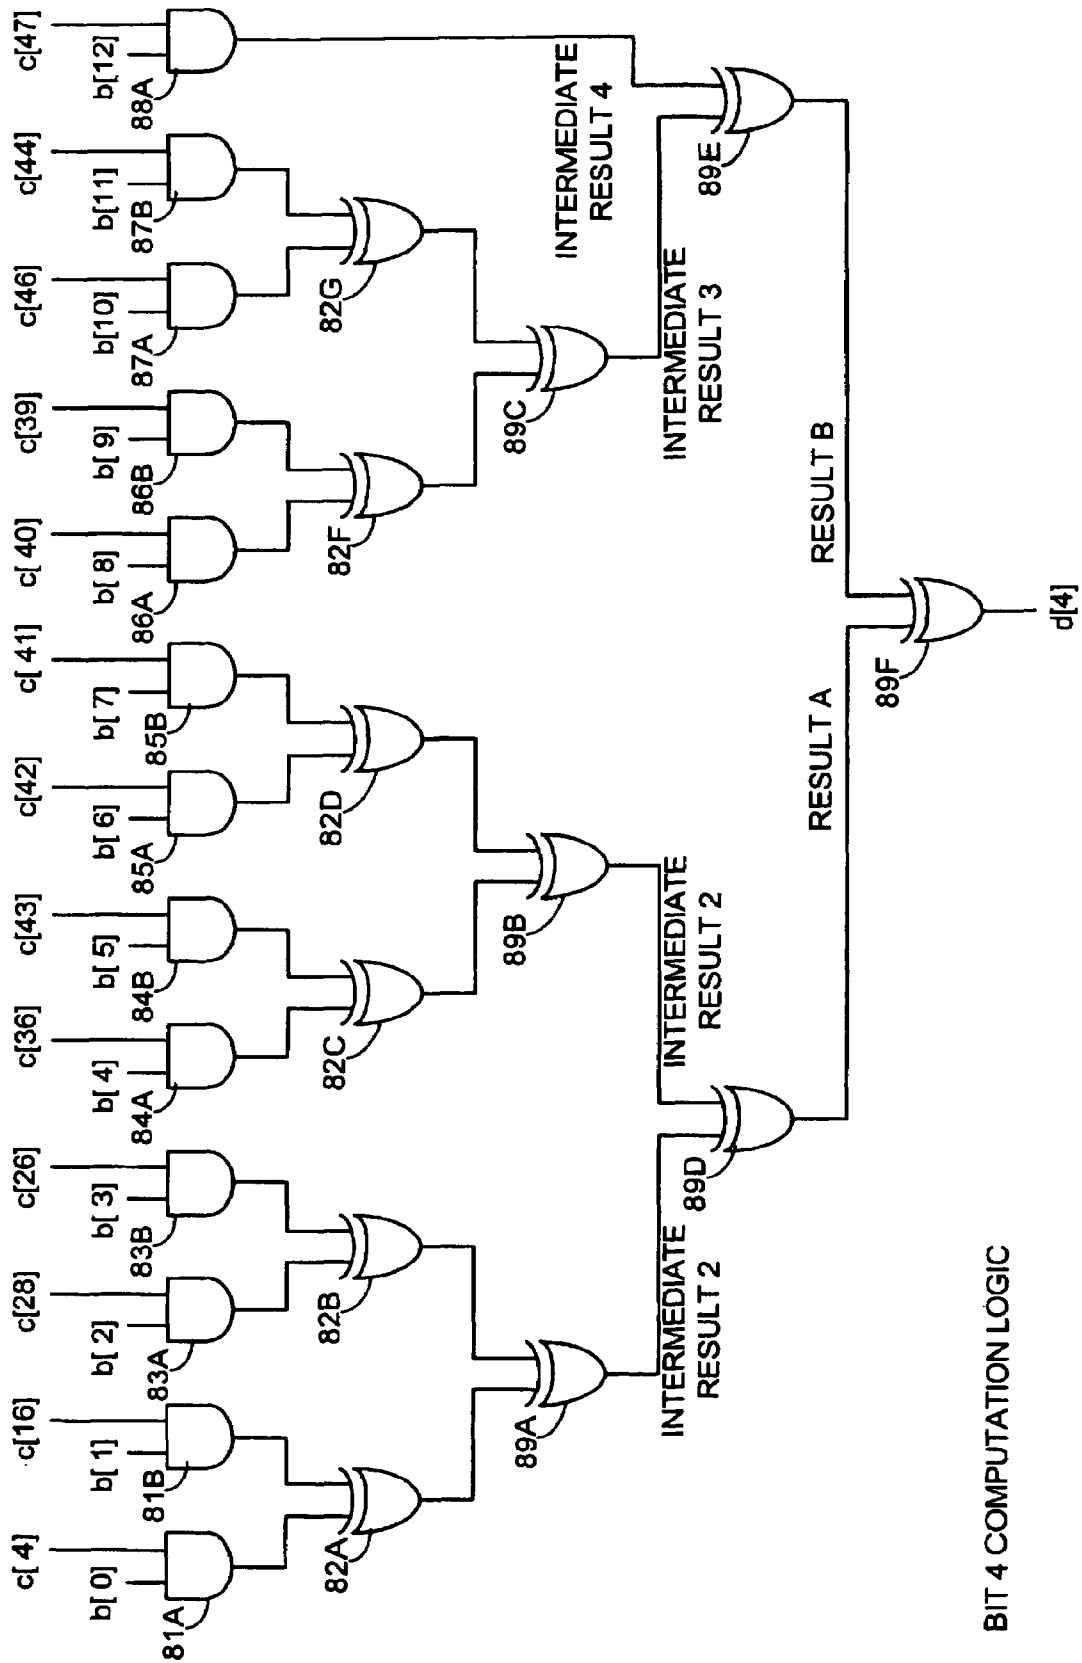 c[ 4]
c[16]
c[28]
c[26]
c[36]
c[43]
c[42]
c[ 41]
c[ 40]
c[39]
c[46]
c[44]
c[47]
b[ 0]
b[ 1]
b[ 2]
b[ 3]
b[ 4]
b[ 5]
b[ 6]
b[ 7]
b[ 8]
b[ 9]
b[10]
b[11]
b[12]
81A
81B
83A
83B
84A
84B
85A
85B
86A
86B
87A
87B
88A
82A
82B
82C
82D
82F
82G
89A
89B
89C
INTERMEDIATE
RESULT 4
INTERMEDIATE
RESULT 2
INTERMEDIATE
RESULT 2
INTERMEDIATE
RESULT 3
89D
89E
RESULT A
RESULT B
89F
d[4]
BIT 4 COMPUTATION LOGIC